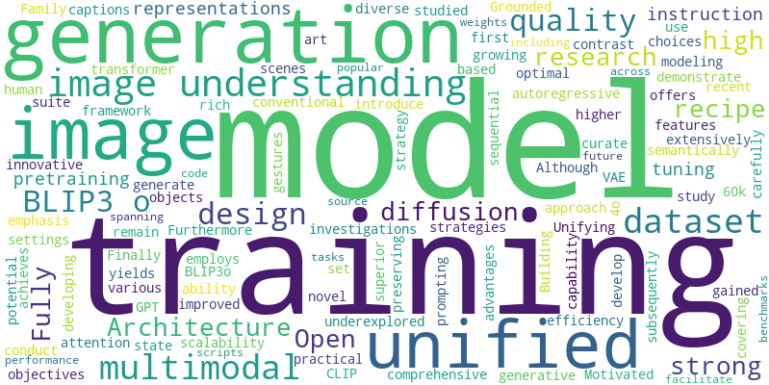 Family captions representations diverse studied Grounded instruction
generation weights quality including use
art first contrast choices high
human transformer scenes popular growing based across research modeling
image understanding optimal demonstrate
suite framework rich conventional introduce autoregressive recent recipe
image model higher offers
innovative gestures strategy sequential curate features extensively carefully
pretraining generate code Although future semantically
BLIP3 o objects source VAE tuning
emphasis spanning design diffusion approach 4o study 60k
settings remain Furthermore investigations strategies Unifying dataset
training
potential achieves developing Fully Finally employs yields BLIP3o tasks set superior preserving prompting advantages Building capability develop subsequently gained covering benchmarks
various GPT ability improved novel
Architecture underexplored efficiency
conduct attention state scalability Open unified
performance scripts practical strong
objectives multimodal CLIP comprehensive generative Motivated facilitate